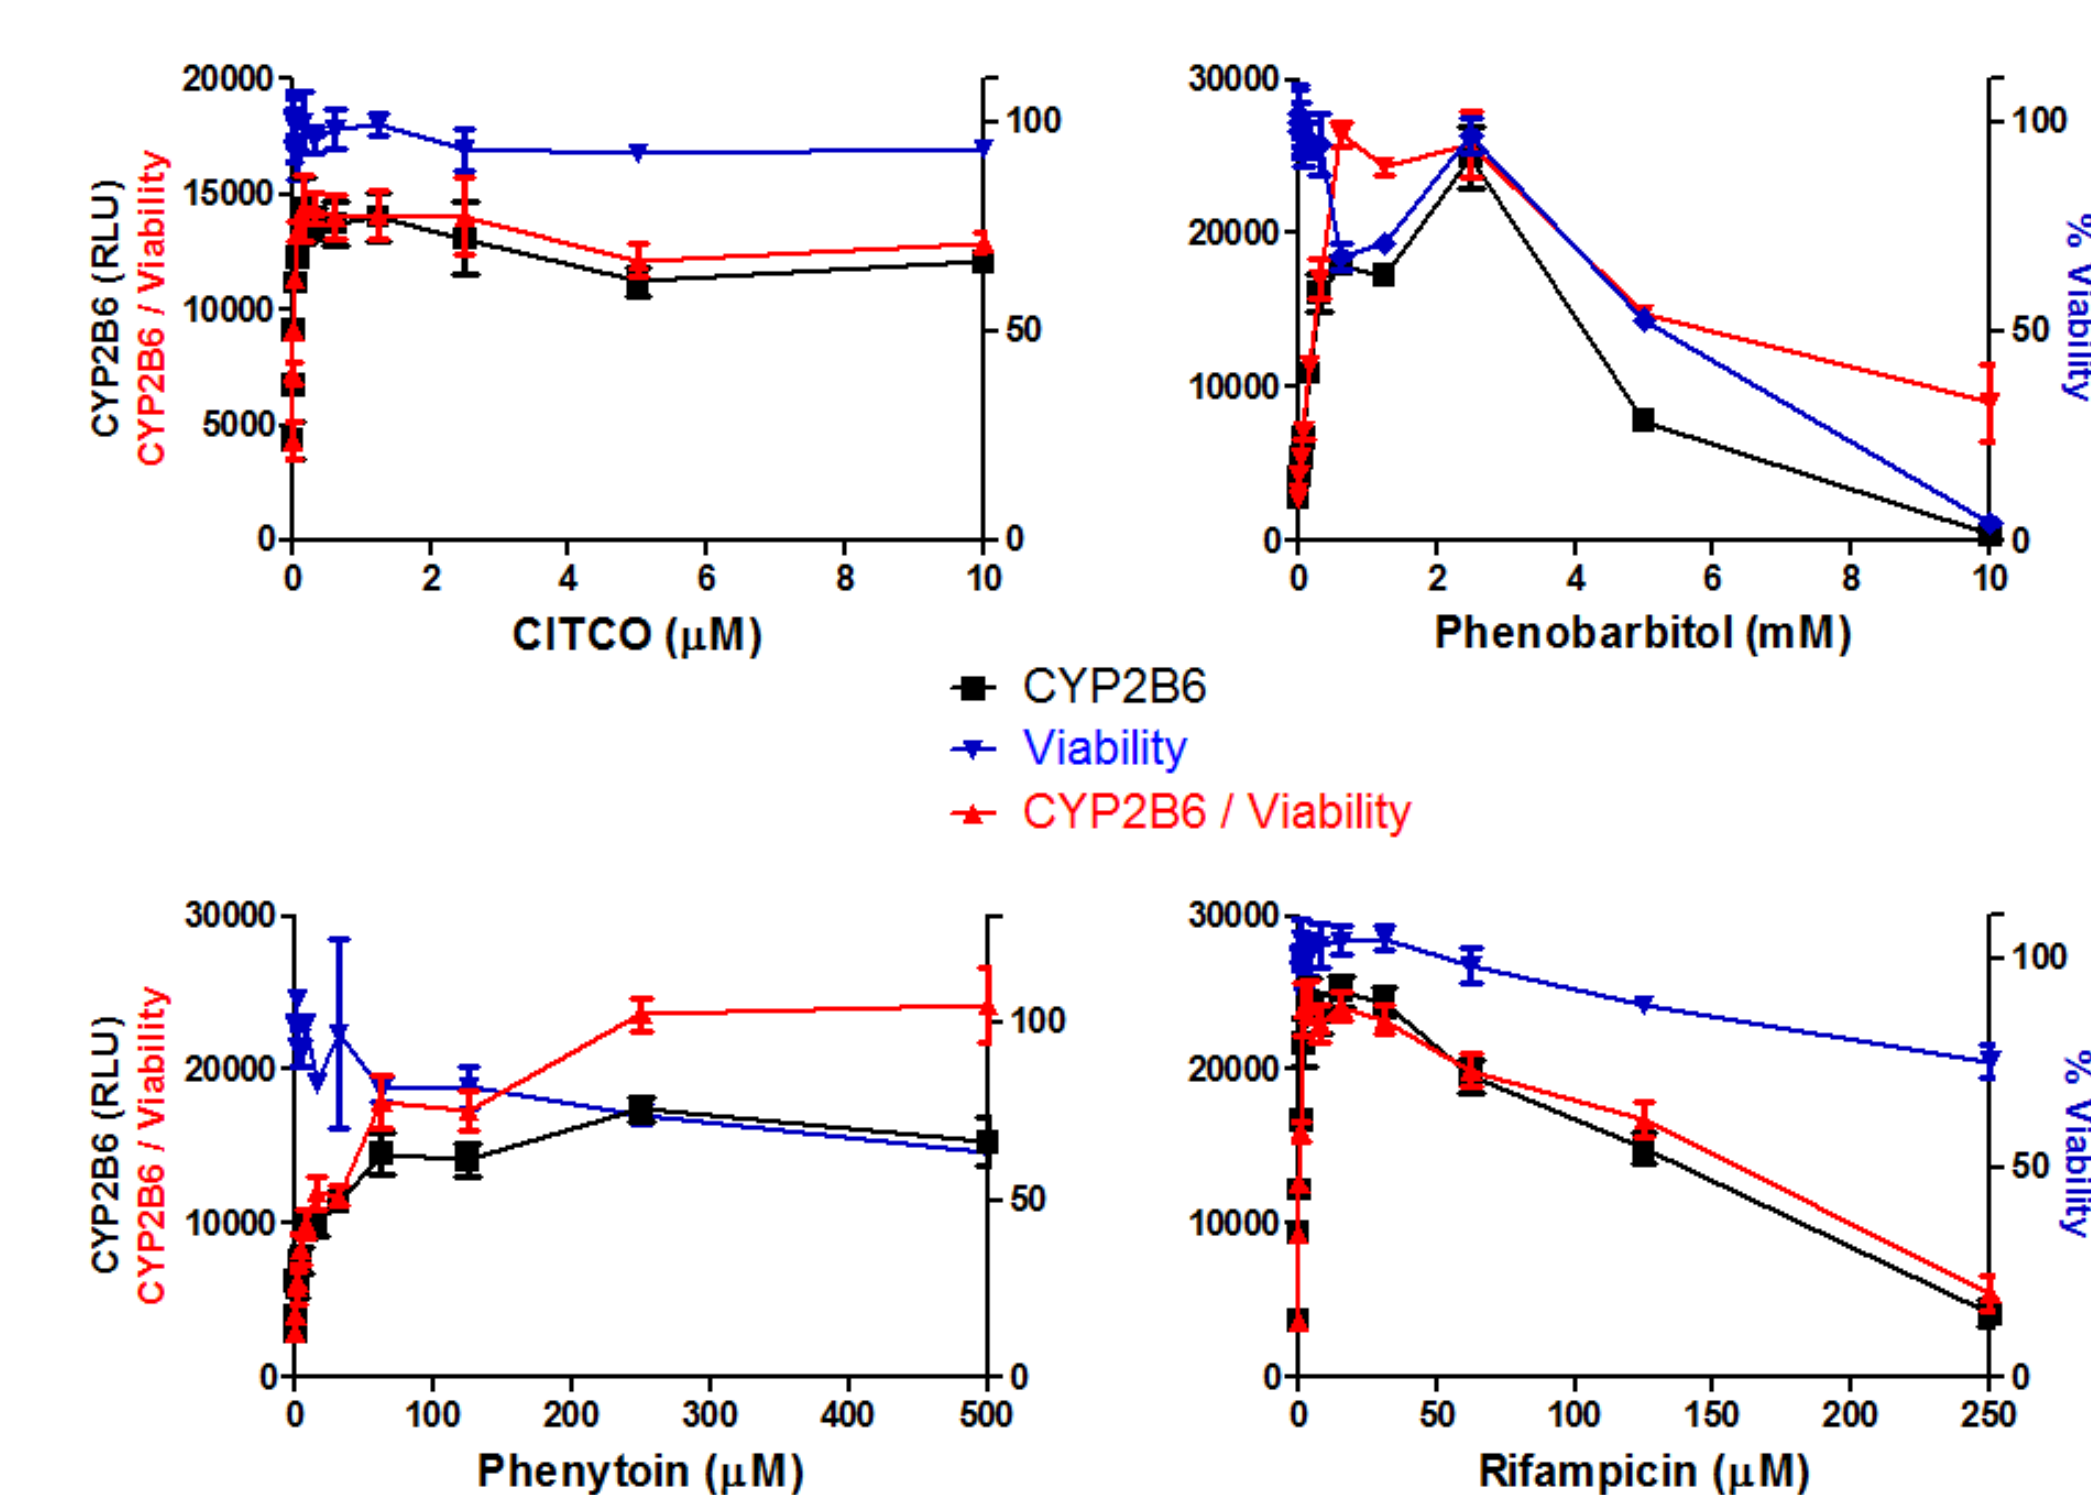 CYP2B6 (RLU)
CYP2B6 / Viability
20000
15000
10000
5000
0
100
50
0
0 2 4 6 8 10
CITCO (μM)
30000
20000
10000
0
100
50
0
% Viability
0 2 4 6 8 10
Phenobarbitol (mM)
CYP2B6
Viability
CYP2B6 / Viability
CYP2B6 (RLU)
CYP2B6 / Viability
30000
20000
10000
0
100
50
0
0 100 200 300 400 500
Phenytoin (μM)
30000
20000
10000
0
100
50
0
% Viability
0 50 100 150 200 250
Rifampicin (μM)